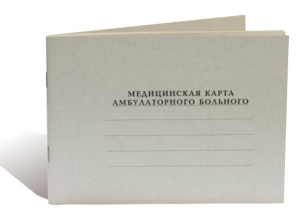 МЕДИЦИНСКАЯ КАРТА
АМБУЛАТОРНОГО БОЛЬНОГО